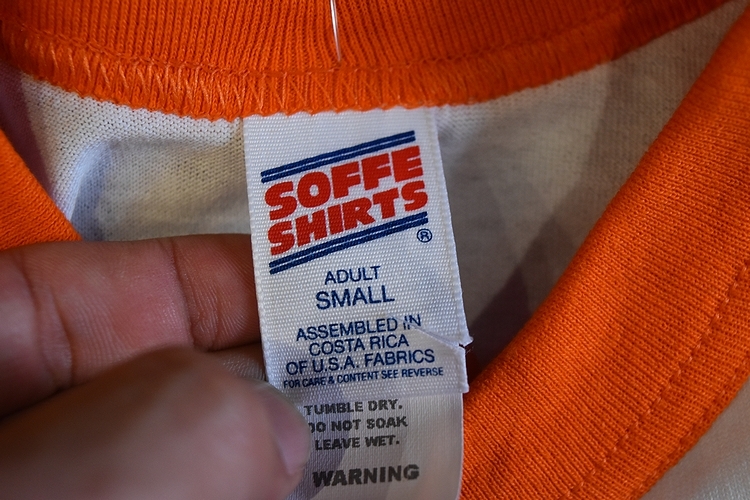 SOFFE
SHIRTS
®
ADULT
SMALL
ASSEMBLED IN
COSTA RICA
OF U.S.A. FABRICS
FOR CARE & CONTENT SEE REVERSE
TUMBLE DRY.
DO NOT SOAK
LEAVE WET.
WARNING